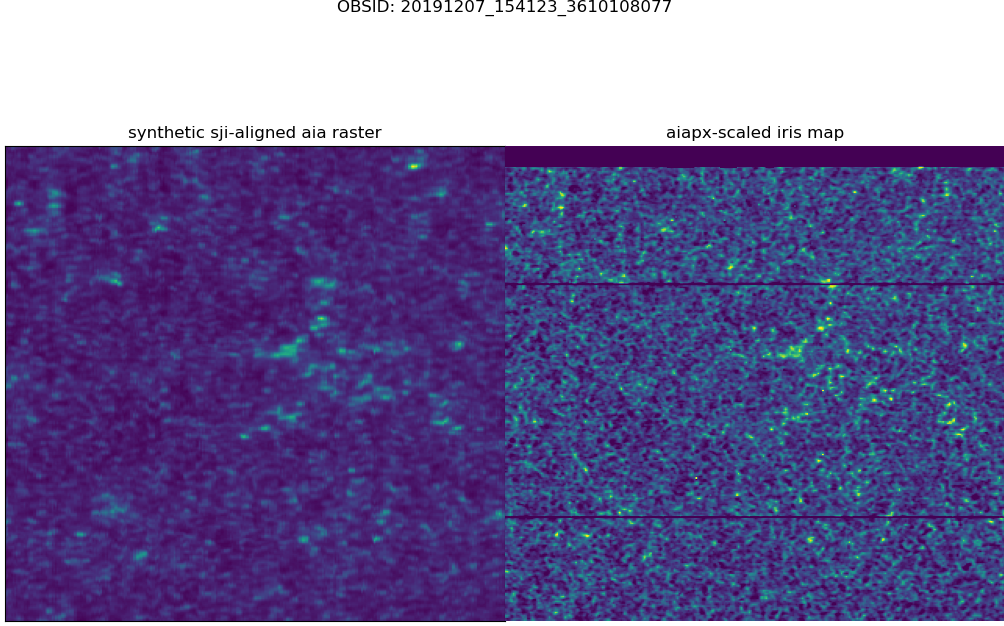 OBSID: 20191207_154123_3610108077
synthetic sji-aligned aia raster
aiapx-scaled iris map